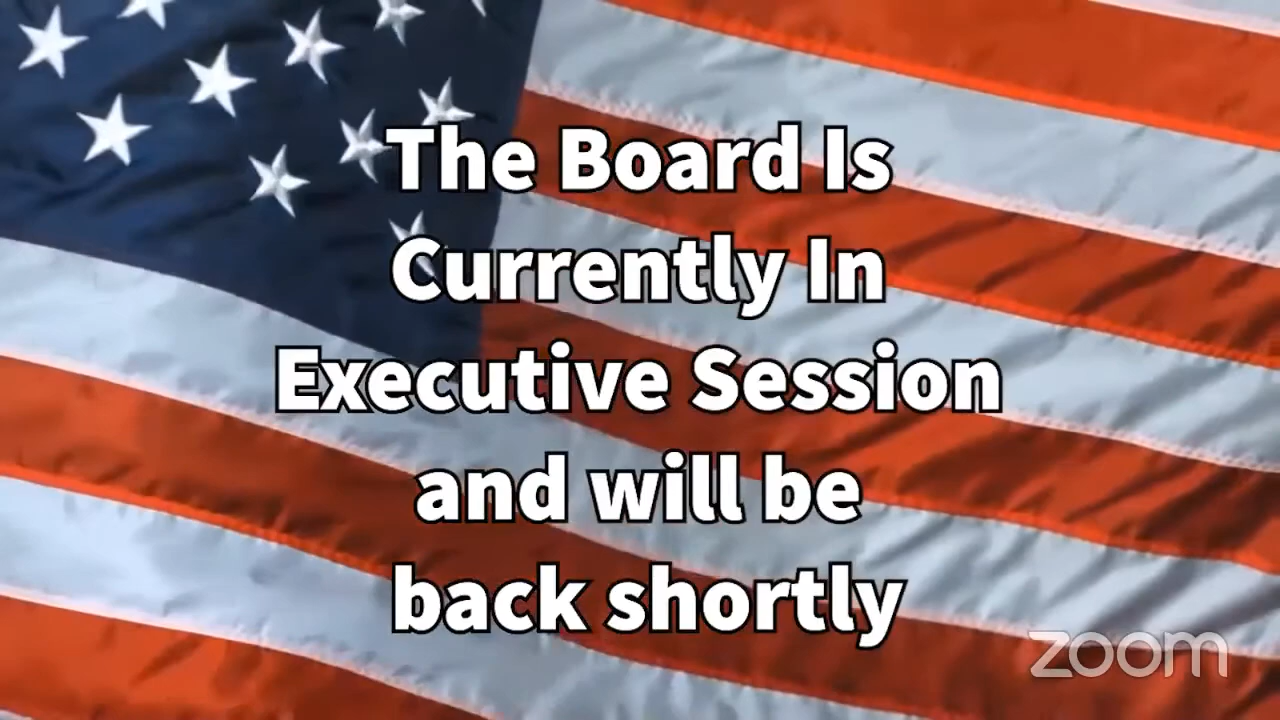 The Board Is
Currently In
Executive Session
and will be
back shortly
zoom